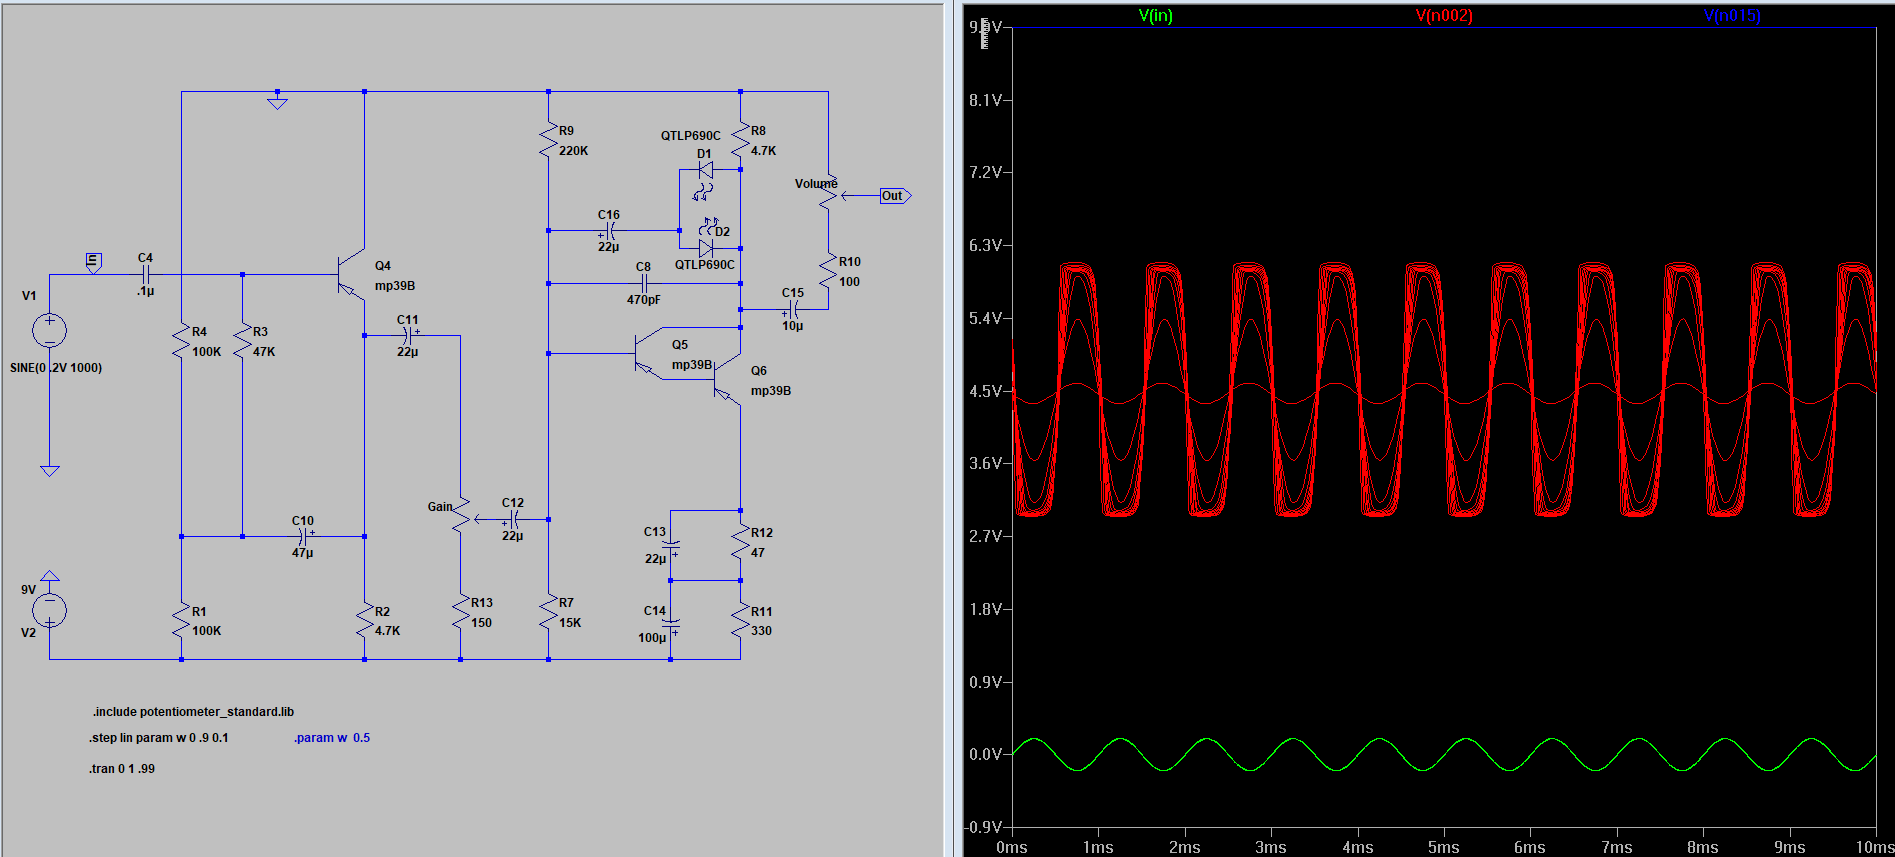 R9
220K
QTLP690C
D1
R8
4.7K
Volume
Out
C16
22µ
D2
QTLP690C
In
C4
.1µ
Q4
mp39B
C8
470pF
R10
100
V1
C15
10µ
SINE(0 .2V 1000)
R4
100K
R3
47K
C11
22µ
Q5
mp39B
Q6
mp39B
Gain
C12
22µ
C10
47µ
C13
22µ
R12
47
9V
V2
R1
100K
R2
4.7K
R13
150
R7
15K
C14
100µ
R11
330
.include potentiometer_standard.lib
.step lin param w 0 .9 0.1
.param w 0.5
.tran 0 1 .99
V(in)
V(n002)
V(n015)
9.0V
8.1V
7.2V
6.3V
5.4V
4.5V
3.6V
2.7V
1.8V
0.9V
0.0V
-0.9V
0ms
1ms
2ms
3ms
4ms
5ms
6ms
7ms
8ms
9ms
10ms